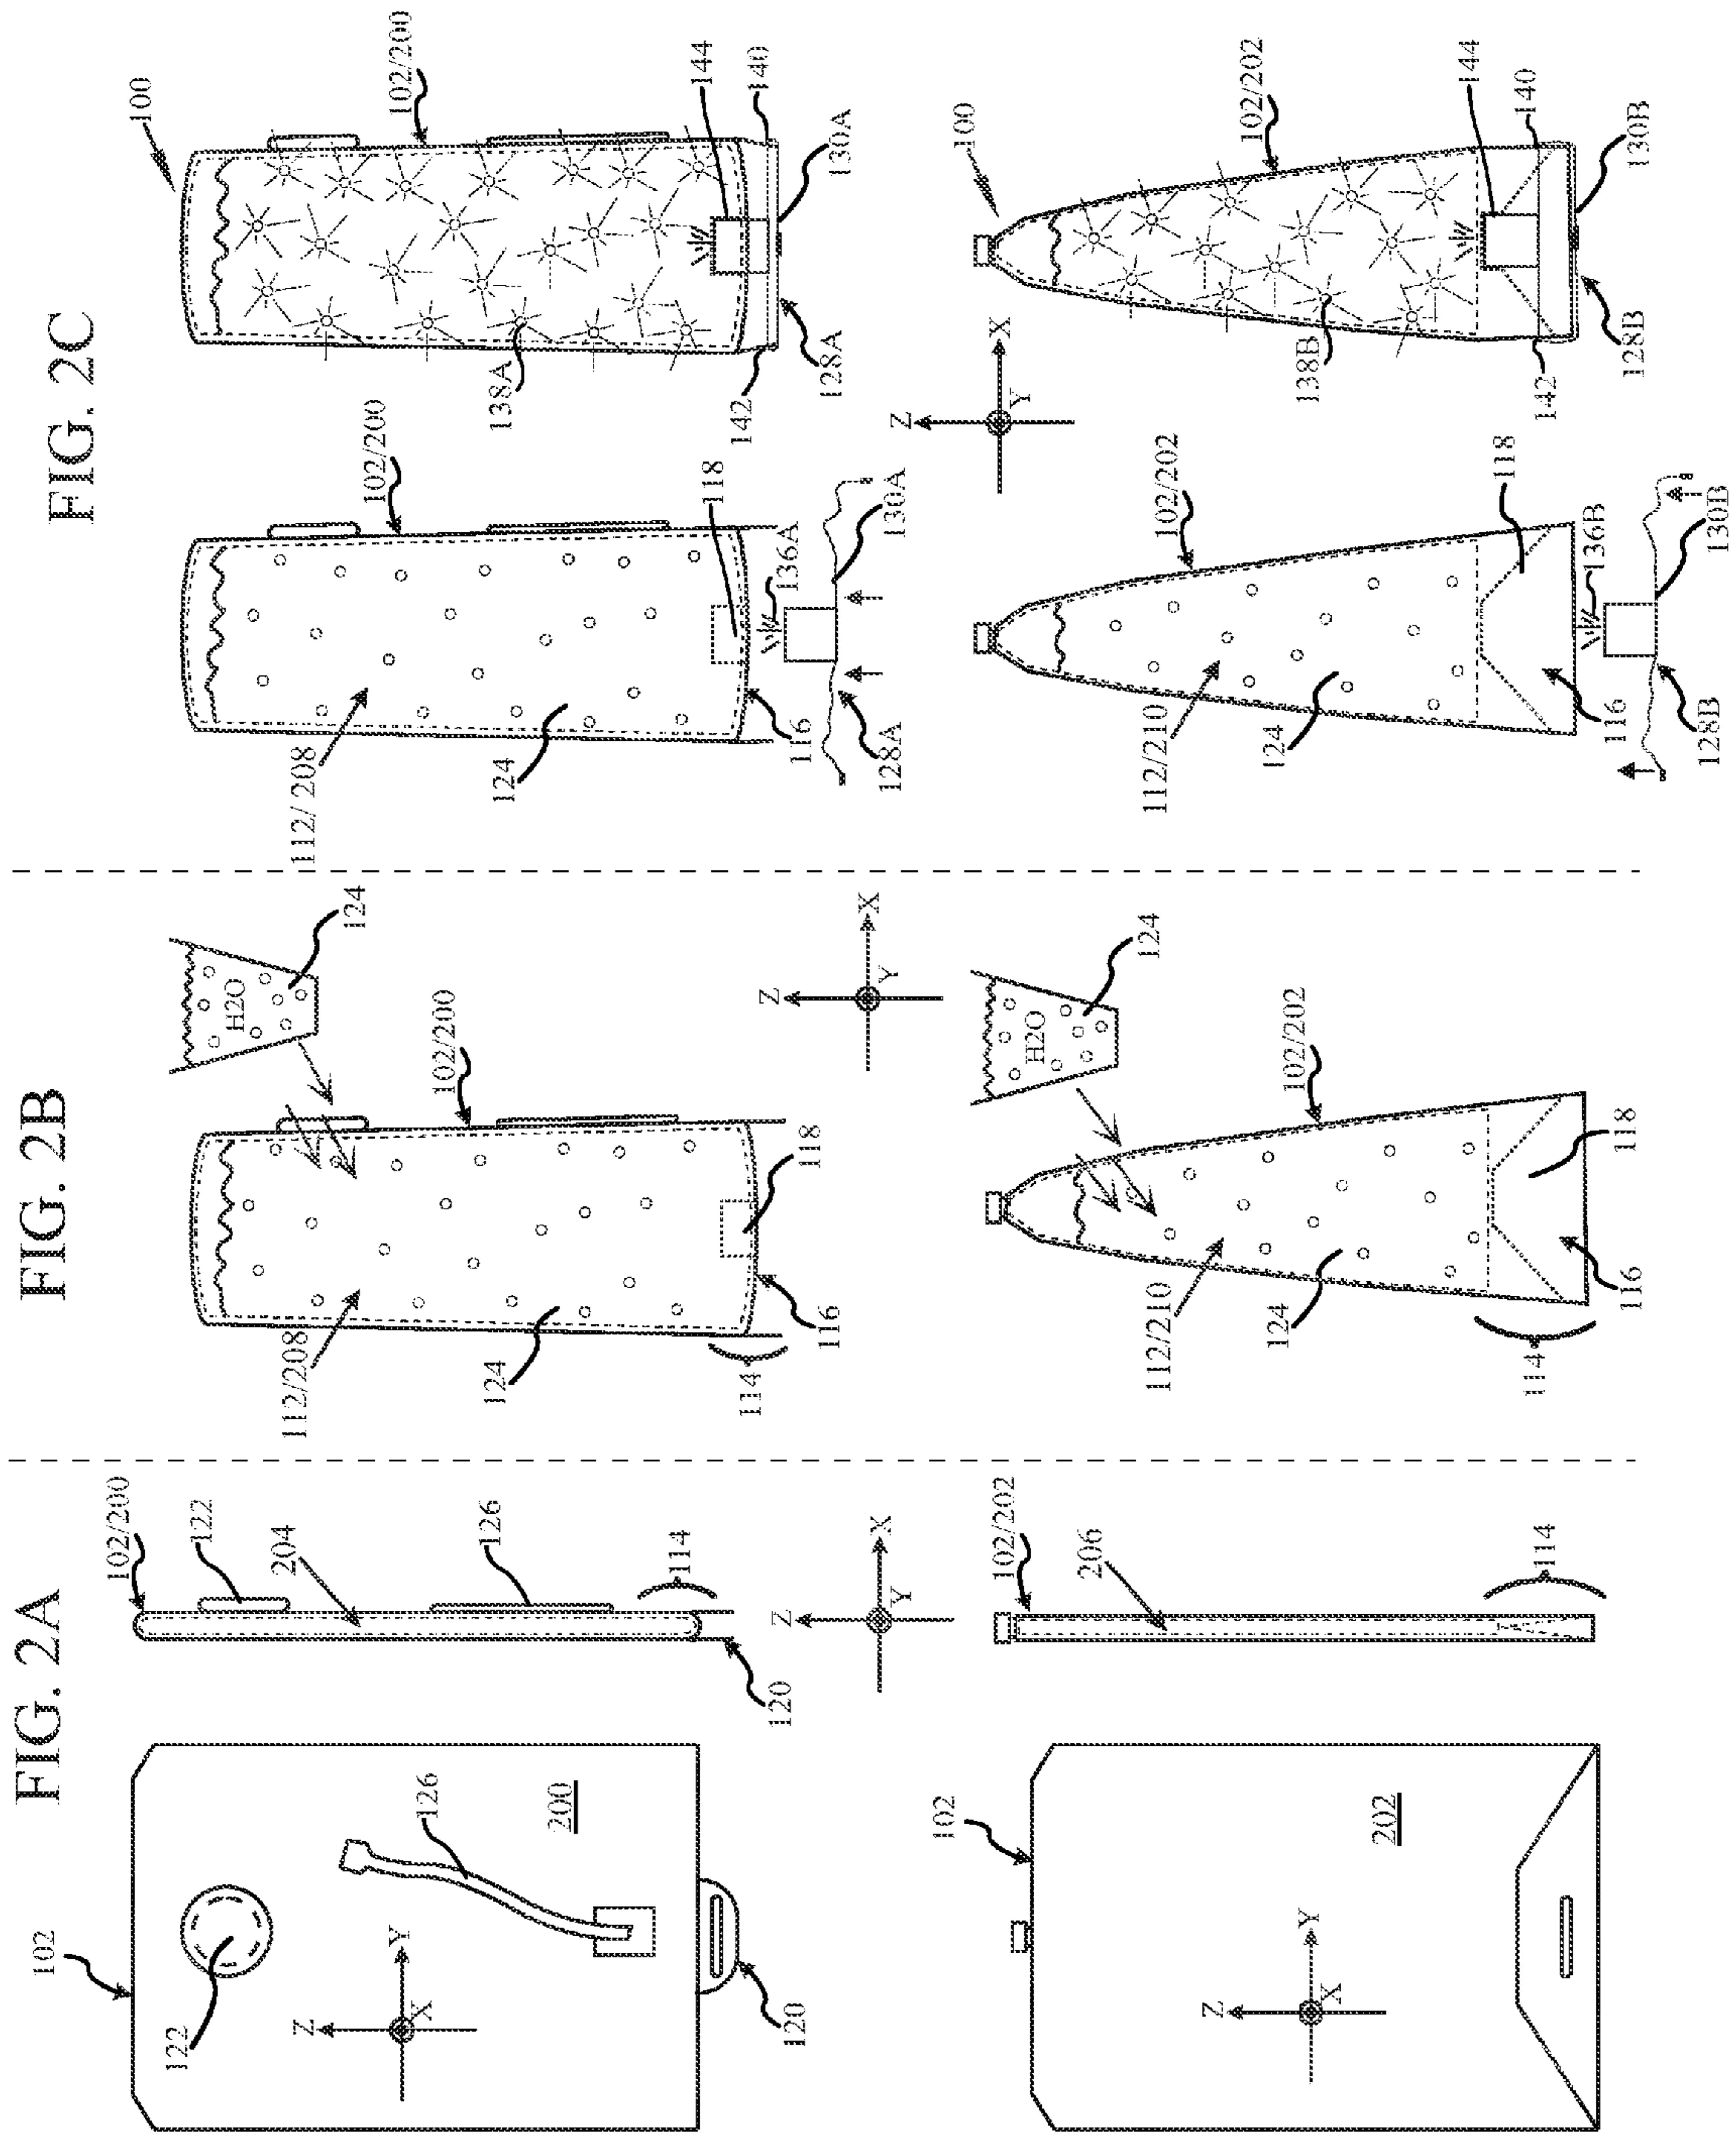 FIG. 2A
102
122
126
200
120
Z
Y
X
102/200
122
204
126
114
120
Z
X
Y
102
202
Z
Y
X
102/202
206
114
FIG. 2B
H2O
124
102/200
112/208
124
118
116
114
Z
X
Y
H2O
124
102/202
112/210
124
118
116
114
FIG. 2C
102/200
112/ 208
124
118
136A
116
128A
130A
100
102/200
138A
144
140
142
128A
130A
Z
X
Y
102/202
112/210
124
118
136B
116
128B
130B
100
102/202
138B
144
140
142
128B
130B